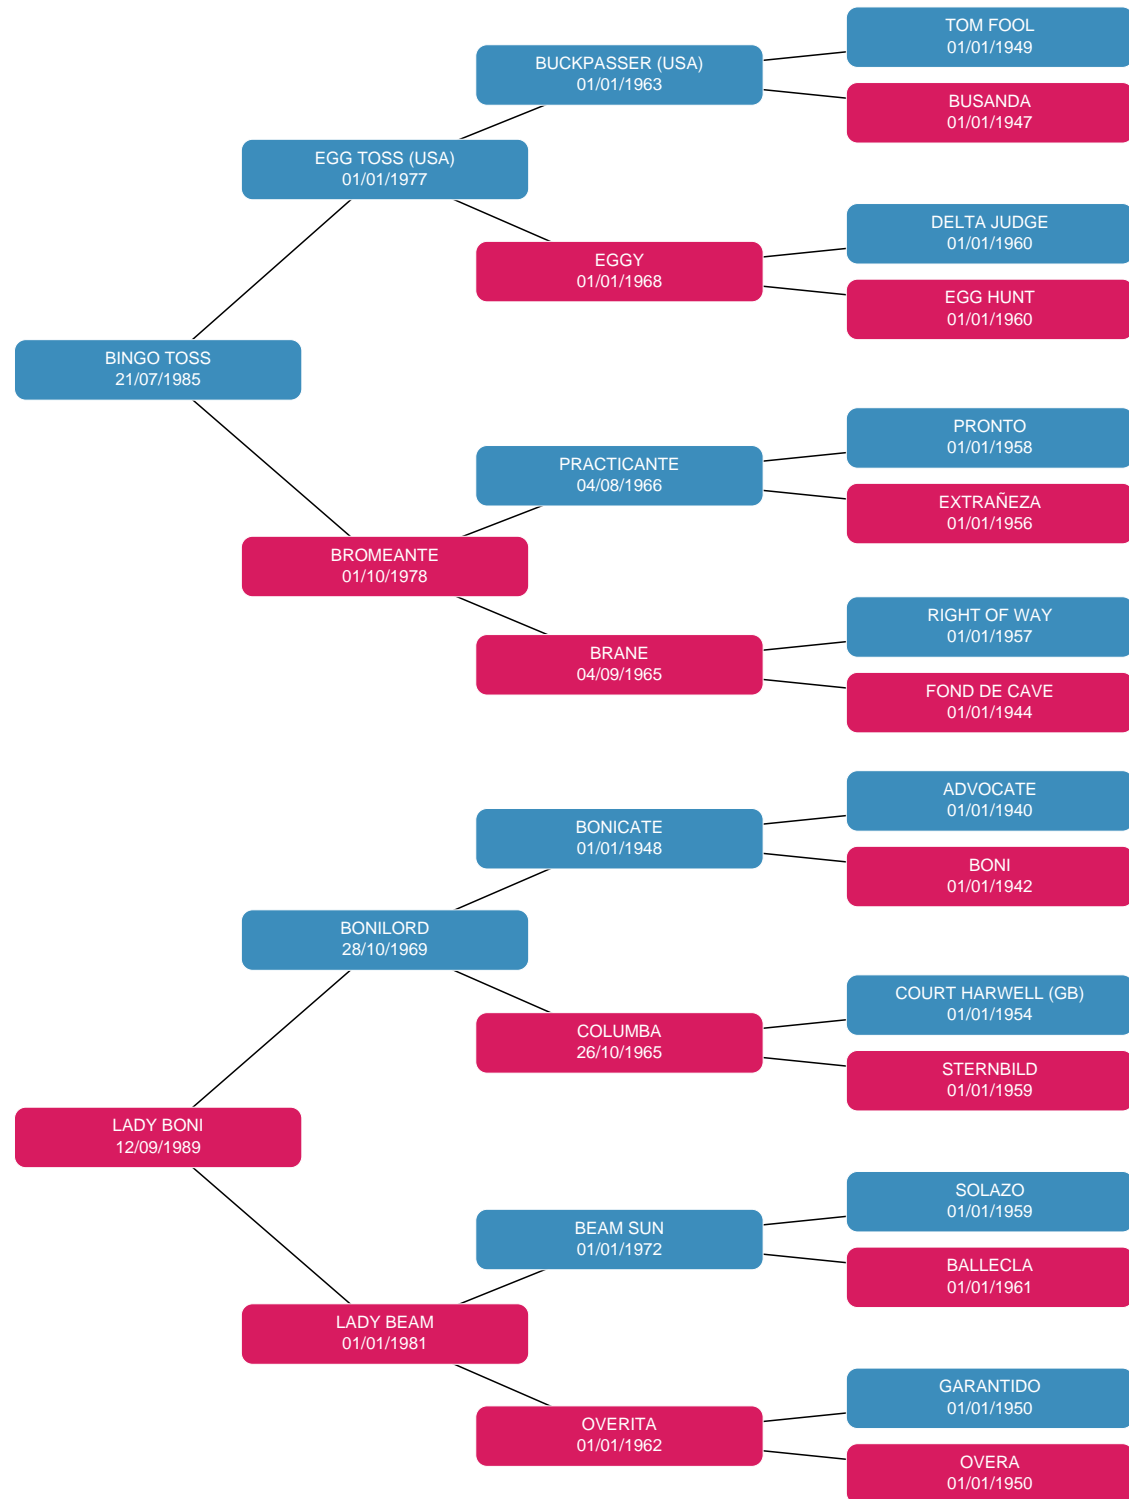 TOM FOOL
01/01/1949
BUCKPASSER (USA)
01/01/1963
BUSANDA
01/01/1947
EGG TOSS (USA)
01/01/1977
DELTA JUDGE
01/01/1960
EGGY
01/01/1968
EGG HUNT
01/01/1960
BINGO TOSS
21/07/1985
PRONTO
01/01/1958
PRACTICANTE
04/08/1966
EXTRAÑEZA
01/01/1956
BROMEANTE
01/10/1978
RIGHT OF WAY
01/01/1957
BRANE
04/09/1965
FOND DE CAVE
01/01/1944
ADVOCATE
01/01/1940
BONICATE
01/01/1948
BONI
01/01/1942
BONILORD
28/10/1969
COURT HARWELL (GB)
01/01/1954
COLUMBA
26/10/1965
STERNBILD
01/01/1959
LADY BONI
12/09/1989
SOLAZO
01/01/1959
BEAM SUN
01/01/1972
BALLECLA
01/01/1961
LADY BEAM
01/01/1981
GARANTIDO
01/01/1950
OVERITA
01/01/1962
OVERA
01/01/1950